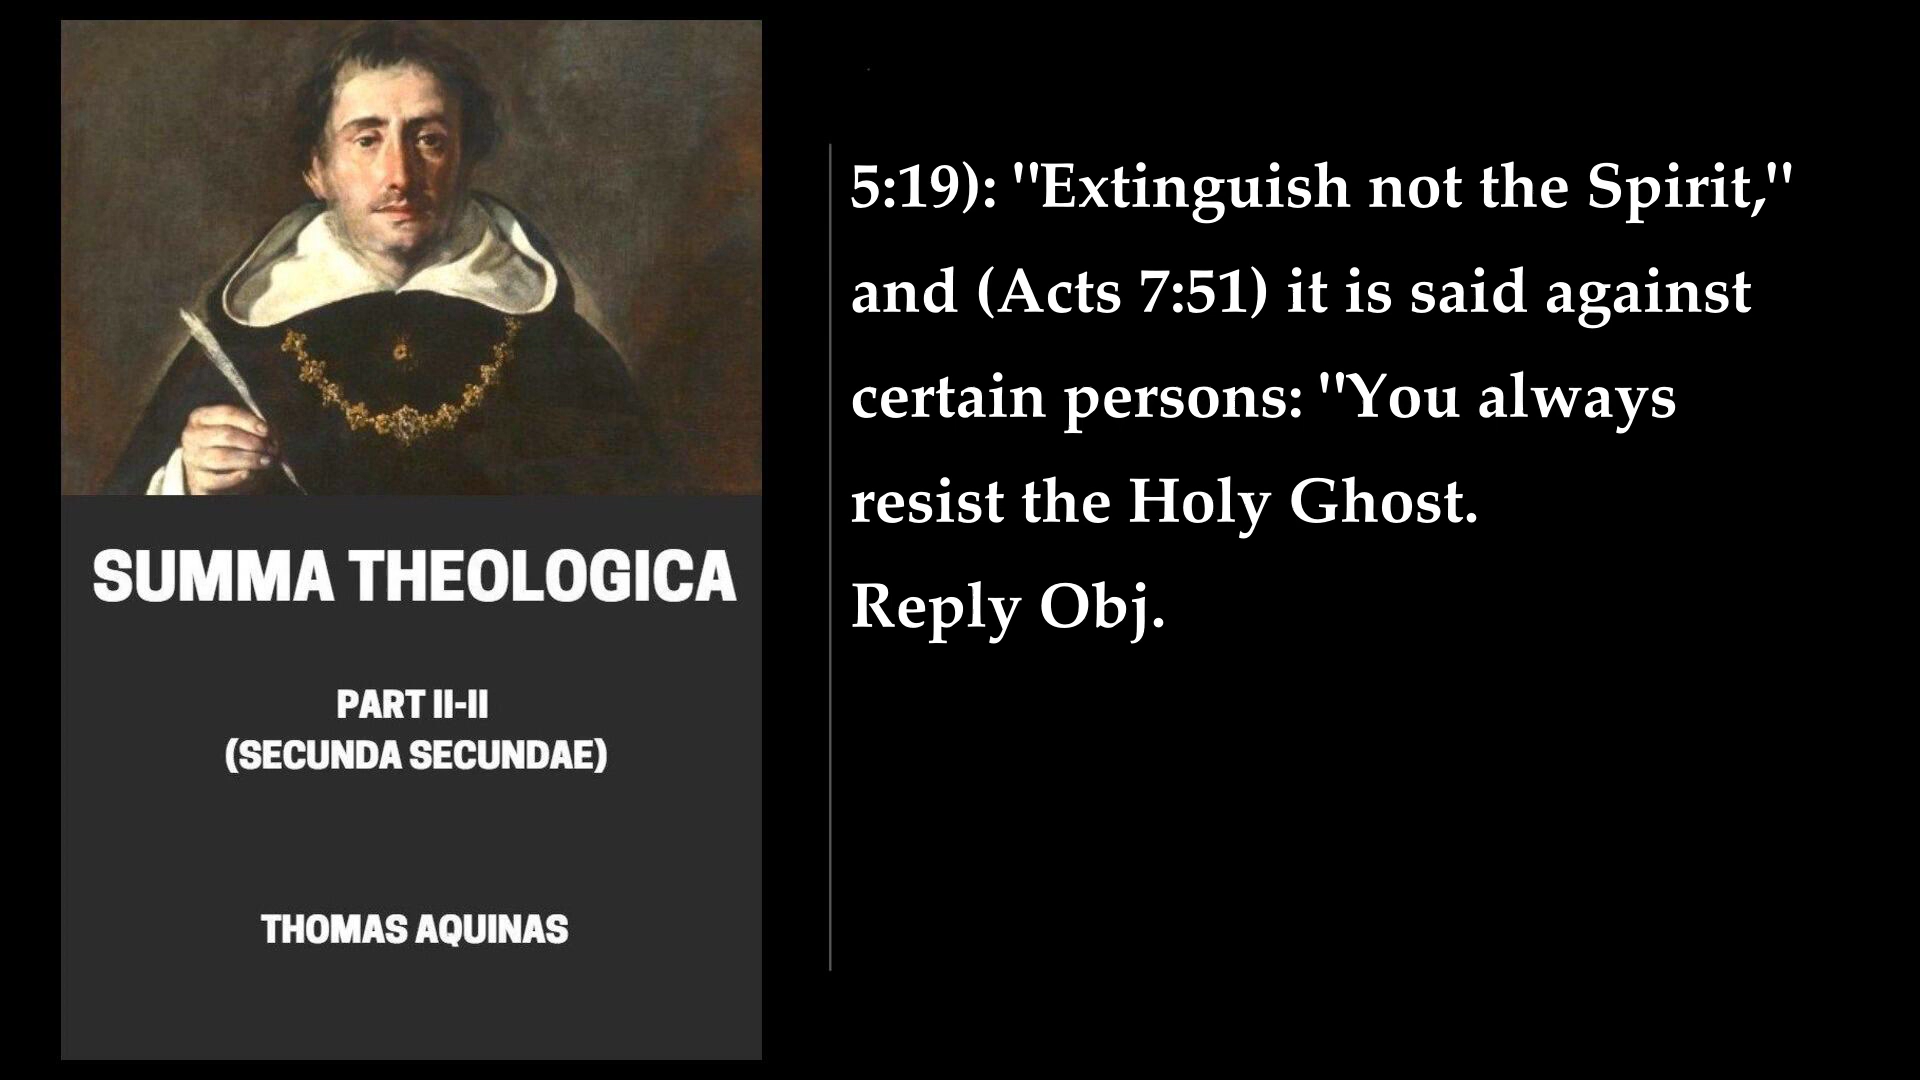 SUMMA THEOLOGICA
PART II-II
(SECUNDA SECUNDAE)
THOMAS AQUINAS
5:19): "Extinguish not the Spirit,"
and (Acts 7:51) it is said against
certain persons: "You always
resist the Holy Ghost.
Reply Obj.